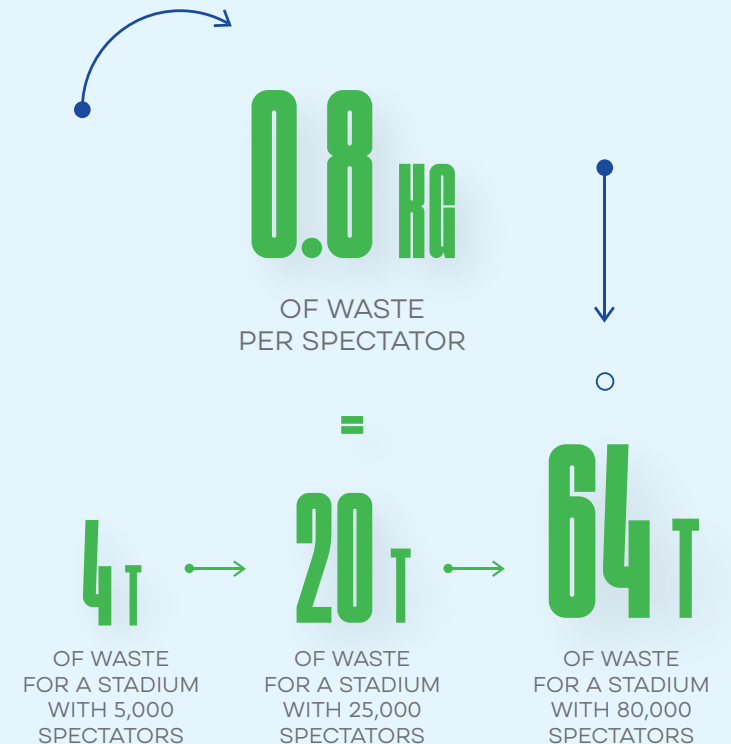 0.8 KG
OF WASTE
PER SPECTATOR
=
4 T
OF WASTE
FOR A STADIUM
WITH 5,000
SPECTATORS
20 T
OF WASTE
FOR A STADIUM
WITH 25,000
SPECTATORS
64 T
OF WASTE
FOR A STADIUM
WITH 80,000
SPECTATORS